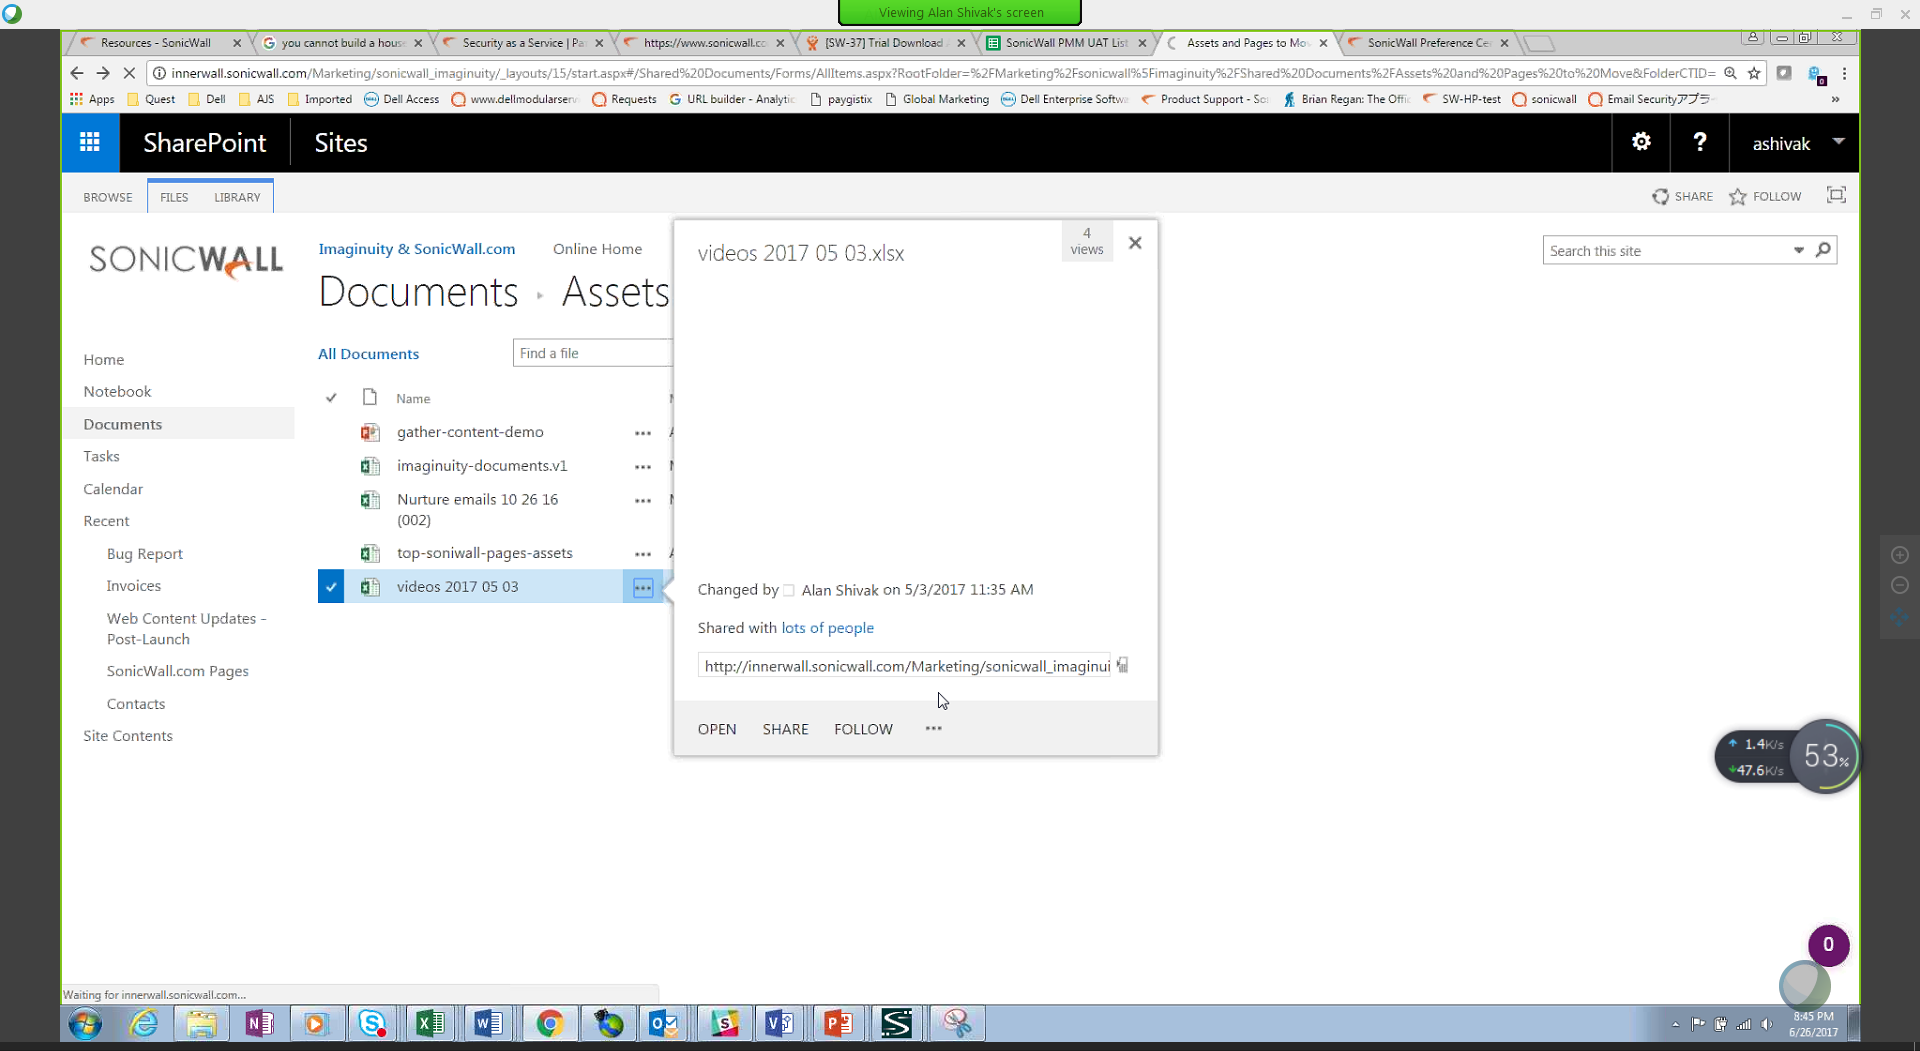 Viewing Alan Shivak's screen
Resources - SonicWall
you cannot build a house
Security as a Service | Pa
https://www.sonicwall.co
[SW-37] Trial Download
SonicWall PMM UAT List
Assets and Pages to Mov
SonicWall Preference Ce
innerwall.sonicwall.com/Marketing/sonicwall_imaginuity/_layouts/15/start.aspx#/Shared%20Documents/Forms/AllItems.aspx?RootFolder=%2FMarketing%2Fsonicwall%5Fimaginuity%2FShared%20Documents%2FAssets%20and%20Pages%20to%20Move&FolderCTID=
Apps
Quest
Dell
AJS
Imported
Dell Access
www.dellmodularserv
Requests
URL builder - Analytic
paygistix
Global Marketing
Dell Enterprise Softwa
Product Support - So
Brian Regan: The Offi
SW-HP-test
sonicwall
Email Securityアプラ
SharePoint
Sites
?
ashivak
BROWSE
FILES
LIBRARY
SHARE
FOLLOW
SONICWALL
Imaginuity & SonicWall.com
Online Home
Documents
Assets
Search this site
All Documents
Find a file
Name
gather-content-demo
imaginuity-documents.v1
Nurture emails 10 26 16
(002)
top-soniwall-pages-assets
videos 2017 05 03
Home
Notebook
Documents
Tasks
Calendar
Recent
Bug Report
Invoices
Web Content Updates -
Post-Launch
SonicWall.com Pages
Contacts
Site Contents
videos 2017 05 03.xlsx
4
views
Changed by Alan Shivak on 5/3/2017 11:35 AM
Shared with lots of people
http://innerwall.sonicwall.com/Marketing/sonicwall_imaginui
OPEN
SHARE
FOLLOW
1.4K/s
47.6K/s
53%
0
Waiting for innerwall.sonicwall.com...
8:45 PM
6/26/2017